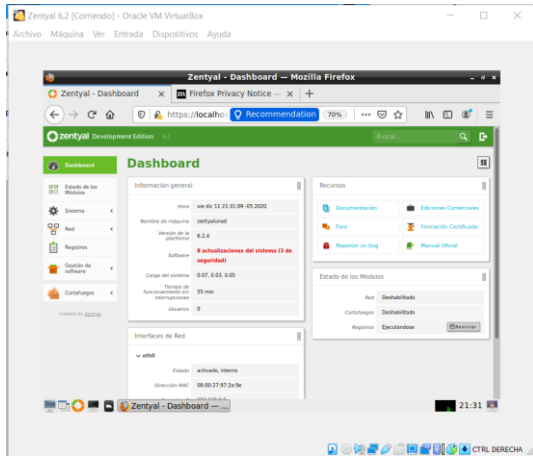 Zentyal 6.2 [Corriendo] - Oracle VM VirtualBox
Archivo Máquina Ver Entrada Dispositivos Ayuda
Zentyal - Dashboard — Mozilla Firefox
Zentyal - Dashboard
Firefox Privacy Notice —
https://localho
Recommendation
70%
zentyal Development Edition 6.2
Buscar...
Dashboard
Estado de los Módulos
Sistema
Red
Registros
Gestión de software
Cortafuegos
Created by Zentyal
Dashboard
Información general
Hora vie dic 11 21:31:09 -05 2020
Nombre de máquina zentyalunad
Versión de la plataforma 6.2.0
Software 8 actualizaciones del sistema (3 de seguridad)
Carga del sistema 0.07, 0.03, 0.05
Tiempo de funcionamiento sin interrupciones 55 min
Usuarios 0
Interfaces de Red
eth0
Estado activado, interno
Dirección MAC 08:00:27:97:2a:9e
Recursos
Documentación
Ediciones Comerciales
Foro
Formación Certificada
Reportar un bug
Manual Oficial
Estado de los Módulos
Red Deshabilitado
Cortafuegos Deshabilitado
Registros Ejecutándose
Reiniciar
Zentyal - Dashboard — ...
21:31
CTRL DERECHA